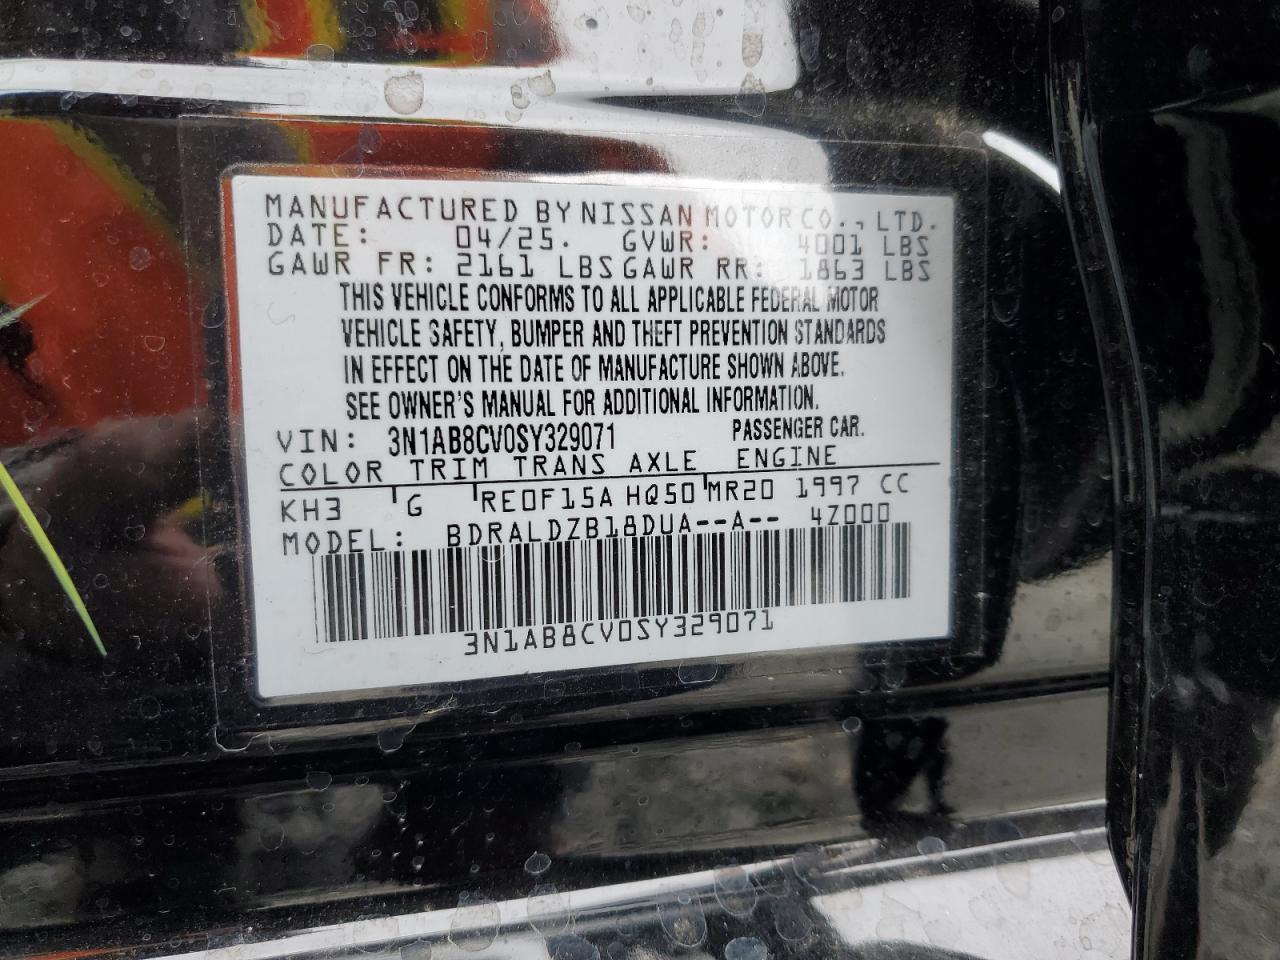 MANUFACTURED BY NISSAN MOTOR CO., LTD.
DATE: 04/25. GVWR: 4001 LBS
GAWR FR: 2161 LBS GAWR RR: 1863 LBS
THIS VEHICLE CONFORMS TO ALL APPLICABLE FEDERAL MOTOR
VEHICLE SAFETY, BUMPER AND THEFT PREVENTION STANDARDS
IN EFFECT ON THE DATE OF MANUFACTURE SHOWN ABOVE.
SEE OWNER'S MANUAL FOR ADDITIONAL INFORMATION.
VIN: 3N1AB8CV0SY329071 PASSENGER CAR.
COLOR TRIM TRANS AXLE ENGINE
KH3 G RE0F15A HQ50 MR20 1997 CC
MODEL: BDRALDZB18DUA--A-- 4Z000
3N1AB8CV0SY329071